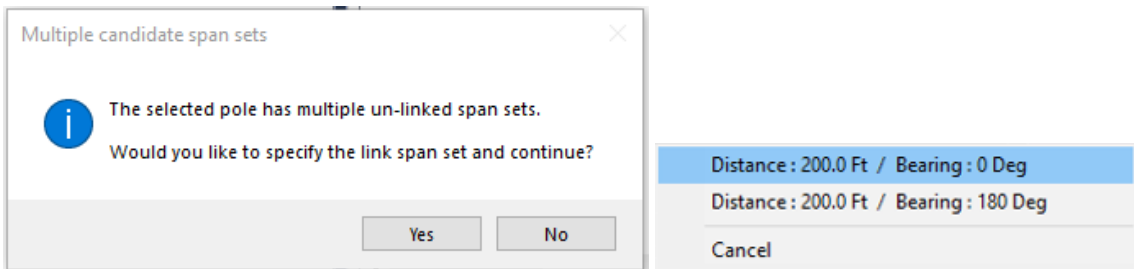 Multiple candidate span sets
The selected pole has multiple un-linked span sets.
Would you like to specify the link span set and continue?
Yes
No
Distance : 200.0 Ft / Bearing : 0 Deg
Distance : 200.0 Ft / Bearing : 180 Deg
Cancel